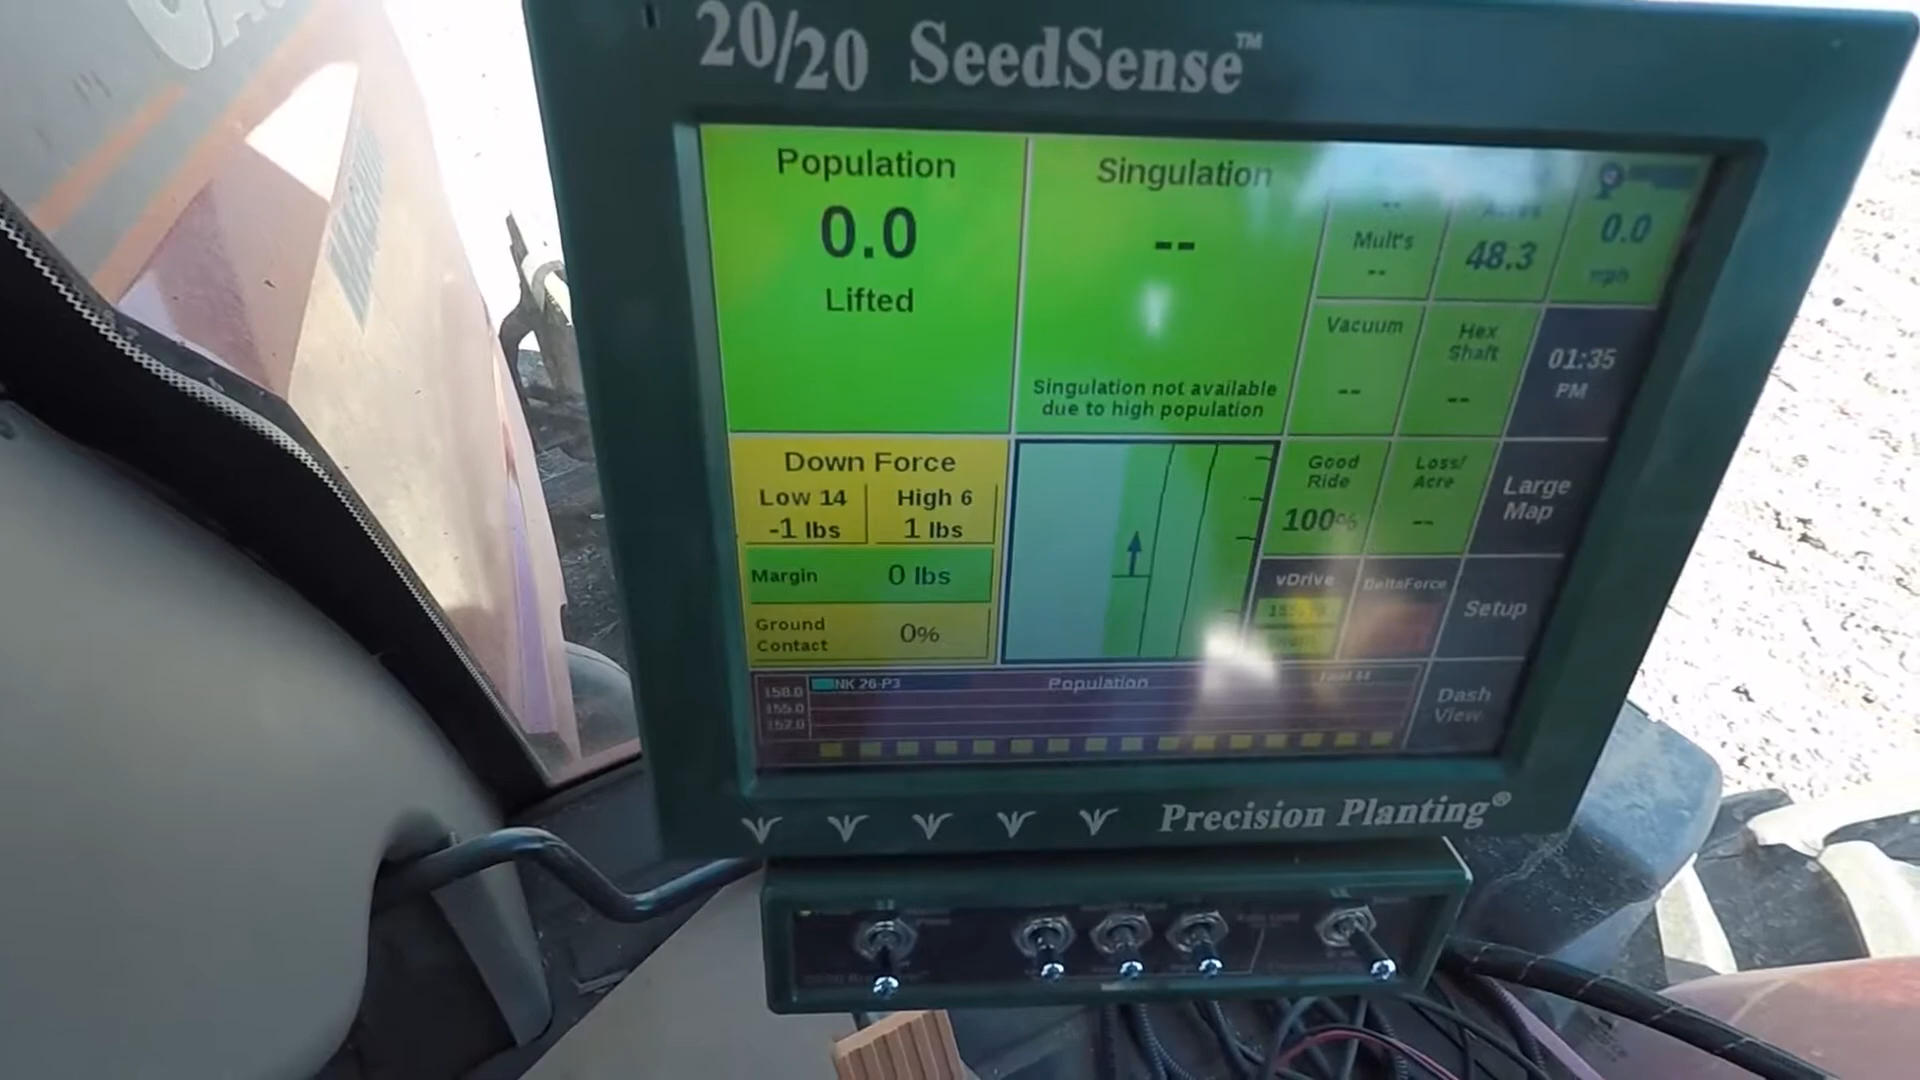 20/20 SeedSense™
Population
0.0
Lifted
Singulation
--
Singulation not available
due to high population
--
Mult's
--
Acres
48.3
0.0
mph
Vacuum
--
Hex
Shaft
--
01:35
PM
Down Force
Low 14
-1 lbs
High 6
1 lbs
Margin
0 lbs
Ground
Contact
0%
Good
Ride
100%
Loss/
Acre
--
Large
Map
vDrive
DeltaForce
Setup
NK 26-P3
Population
158.0
155.0
152.0
Dash
View
Precision Planting®
MAGNUM